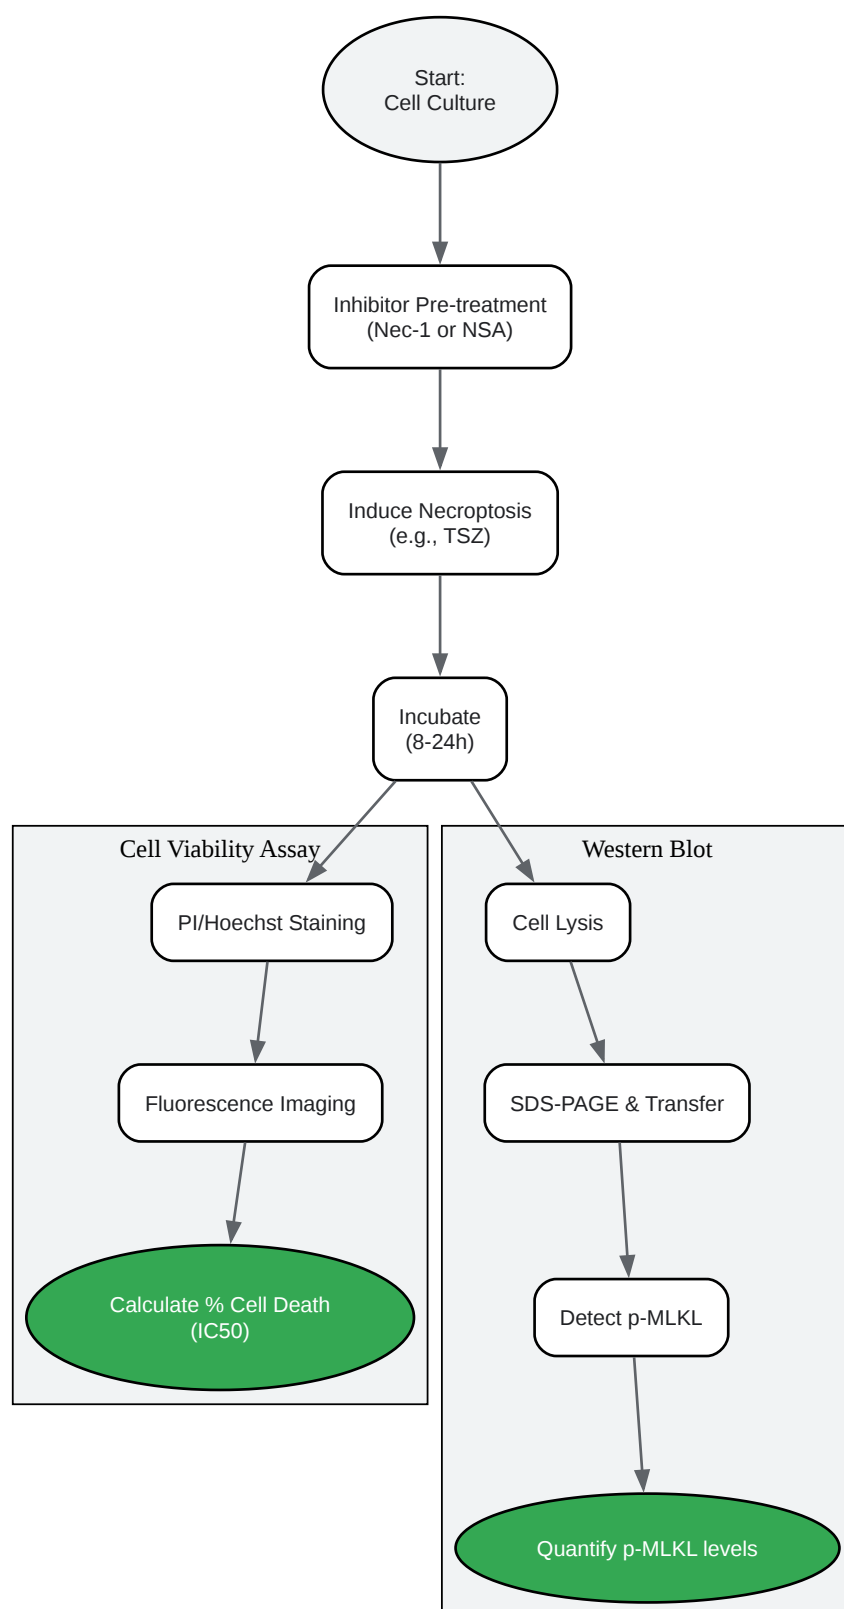 Start:
Cell Culture
Inhibitor Pre-treatment
(Nec-1 or NSA)
Induce Necroptosis
(e.g., TSZ)
Incubate
(8-24h)
Cell Viability Assay
PI/Hoechst Staining
Fluorescence Imaging
Calculate % Cell Death
(IC50)
Western Blot
Cell Lysis
SDS-PAGE & Transfer
Detect p-MLKL
Quantify p-MLKL levels